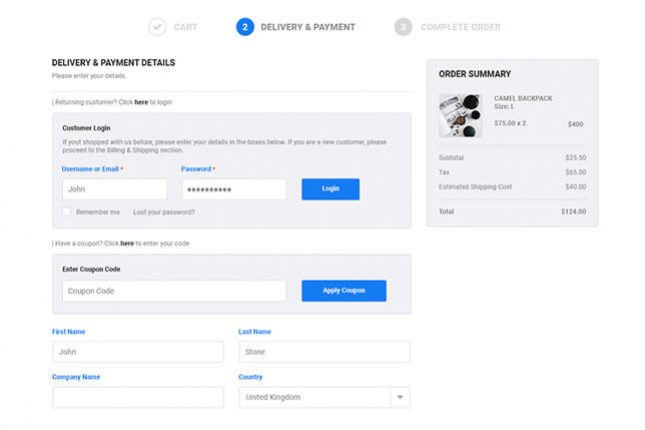 CART
2 DELIVERY & PAYMENT
3 COMPLETE ORDER
DELIVERY & PAYMENT DETAILS
Please enter your details.
| Returning customer? Click here to login
Customer Login
If yout shopped with us before, please enter your details in the boxes below. If you are a new customer, please
proceed to the Billing & Shipping section.
Username or Email *
Password *
John
**********
Login
Remember me
Lost your password?
| Have a coupon? Click here to enter your code
Enter Coupon Code
Coupon Code
Apply Coupon
First Name
Last Name
John
Stone
Company Name
Country
United Kingdom
ORDER SUMMARY
CAMEL BACKPACK
Size: L
$75.00 x 2
$400
Subtotal
$25.50
Tax
$65.00
Estimated Shipping Cost
$40.00
Total
$124.00